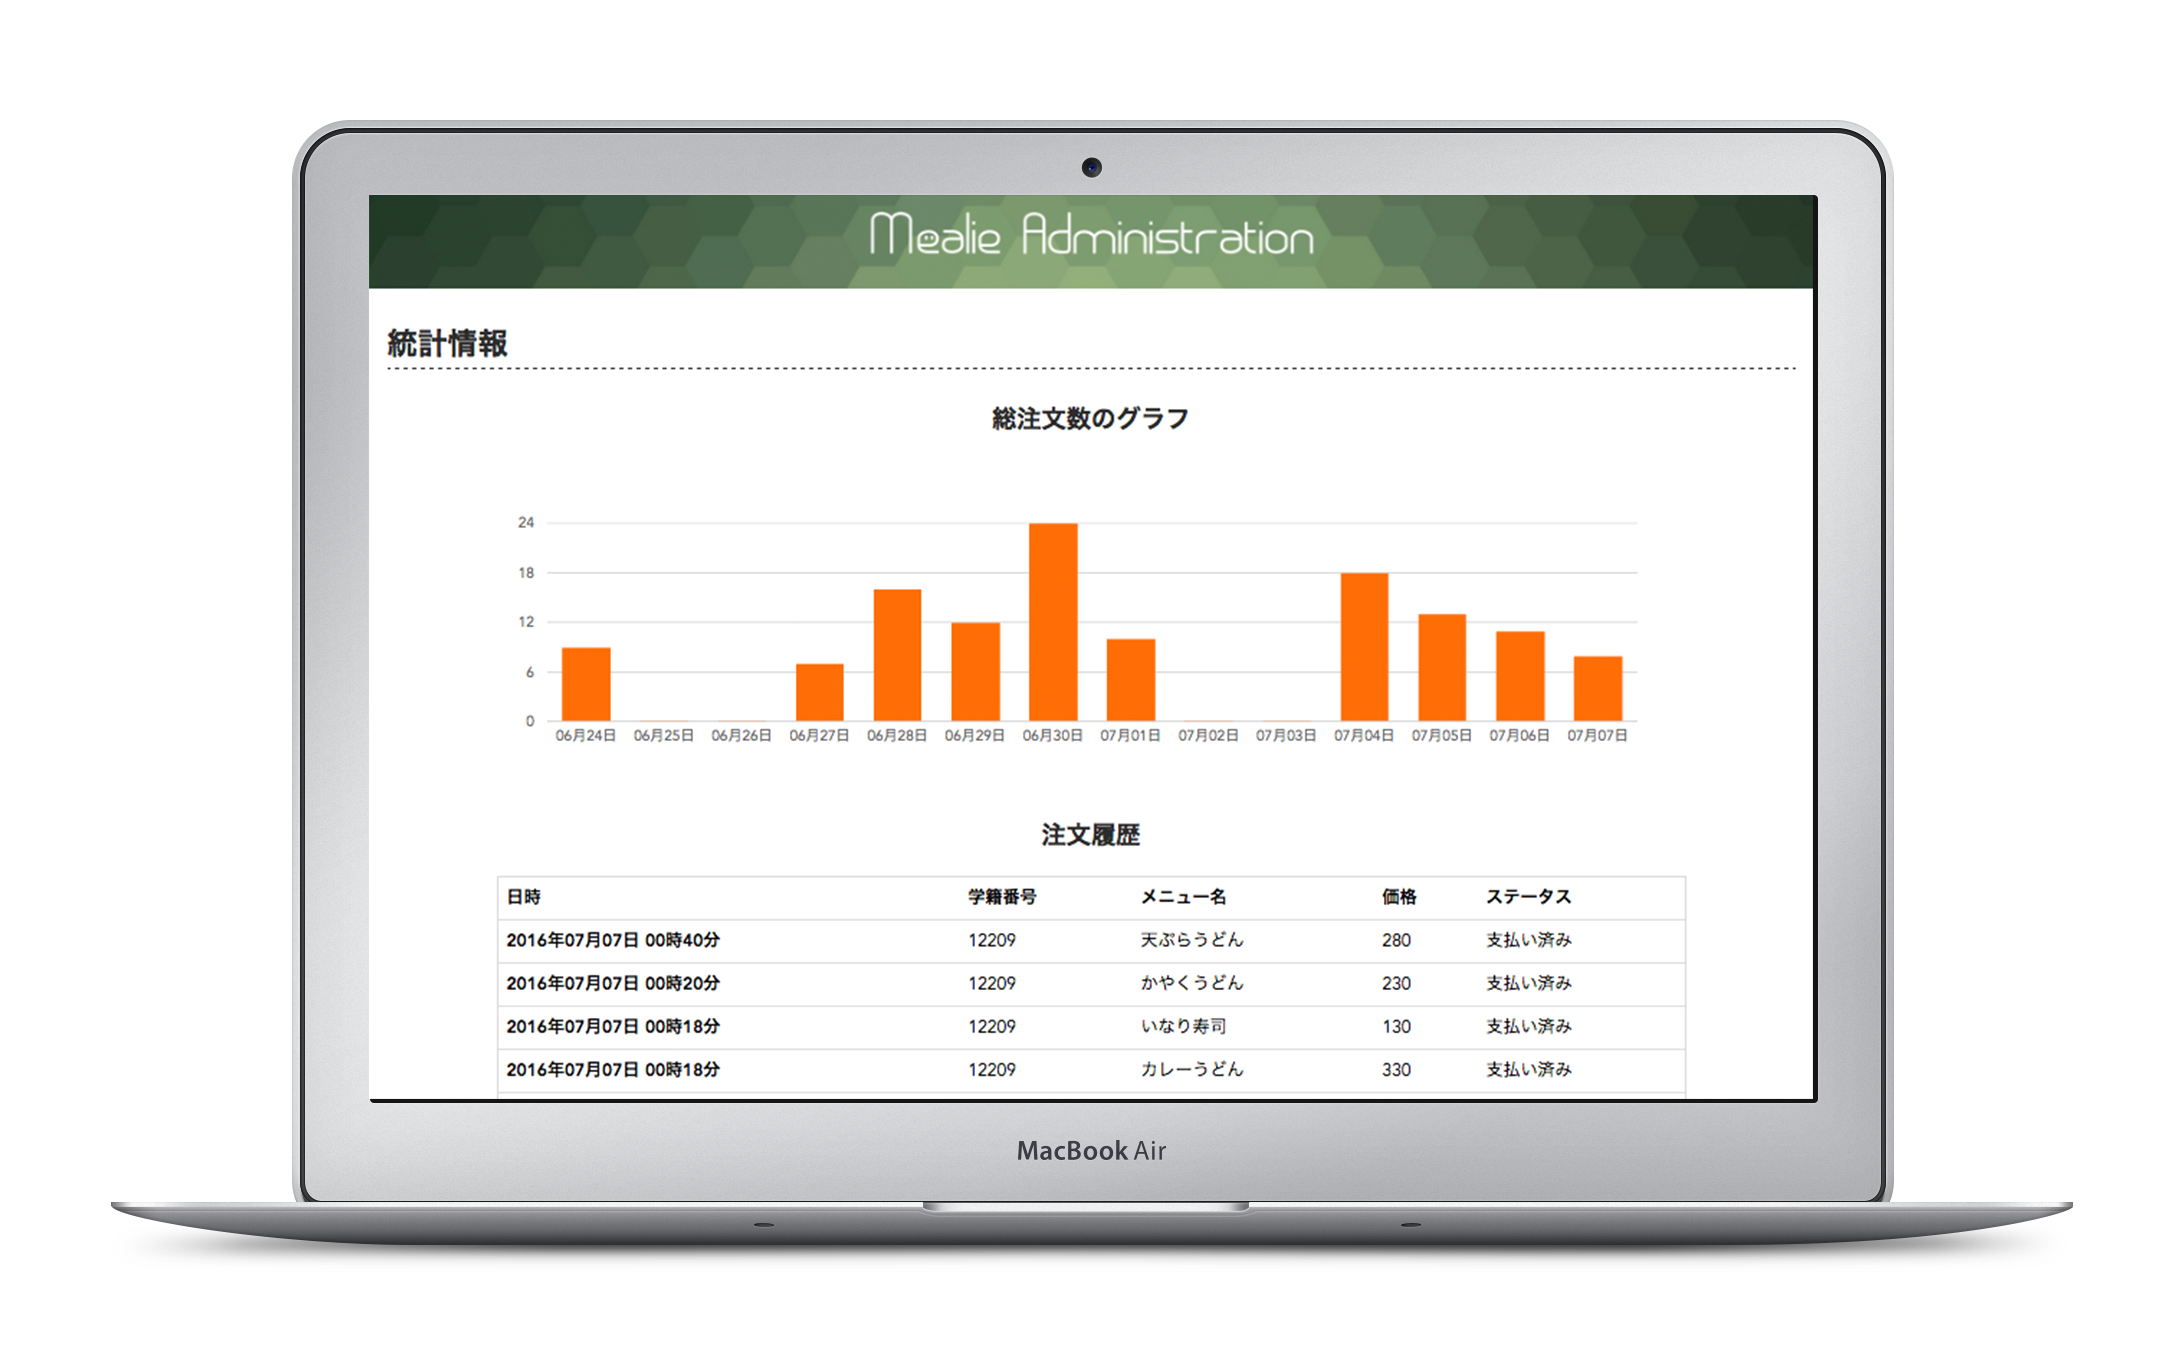 Mealie Administration
統計情報
総注文数のグラフ
24
18
12
6
0
06月24日 06月25日 06月26日 06月27日 06月28日 06月29日 06月30日 07月01日 07月02日 07月03日 07月04日 07月05日 07月06日 07月07日
注文履歴
日時 学籍番号 メニュー名 価格 ステータス
2016年07月07日 00時40分 12209 天ぷらうどん 280 支払い済み
2016年07月07日 00時20分 12209 かやくうどん 230 支払い済み
2016年07月07日 00時18分 12209 いなり寿司 130 支払い済み
2016年07月07日 00時18分 12209 カレーうどん 330 支払い済み
MacBook Air